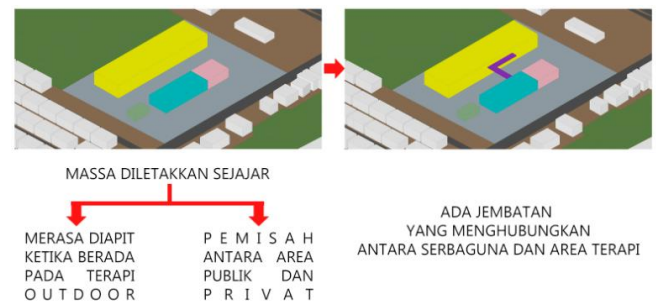 MASSA DILETAKKAN SEJAJAR
MERASA DIAPIT
KETIKA BERADA
PADA TERAPI
OUTDOOR
PEMISAH
ANTARA AREA
PUBLIK DAN
PRIVAT
ADA JEMBATAN
YANG MENGHUBUNGKAN
ANTARA SERBAGUNA DAN AREA TERAPI